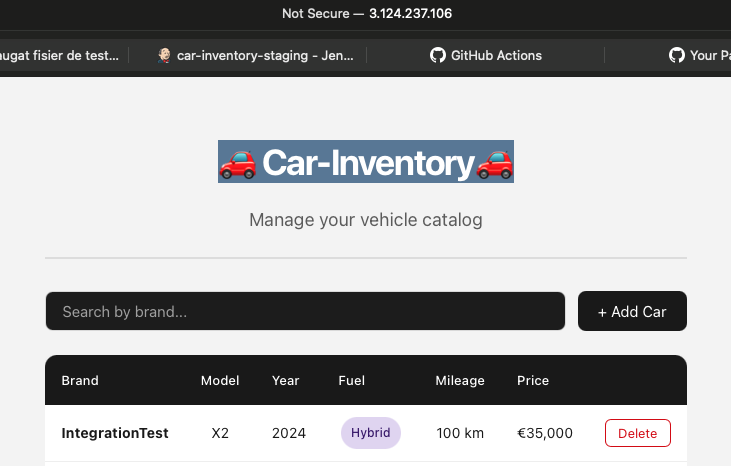 Not Secure — 3.124.237.106
augat fisier de test...
car-inventory-staging - Jen...
GitHub Actions
Your Pa
🚗 Car-Inventory🚗
Manage your vehicle catalog
Search by brand...
+ Add Car
Brand Model Year Fuel Mileage Price
IntegrationTest X2 2024 Hybrid 100 km €35,000 Delete